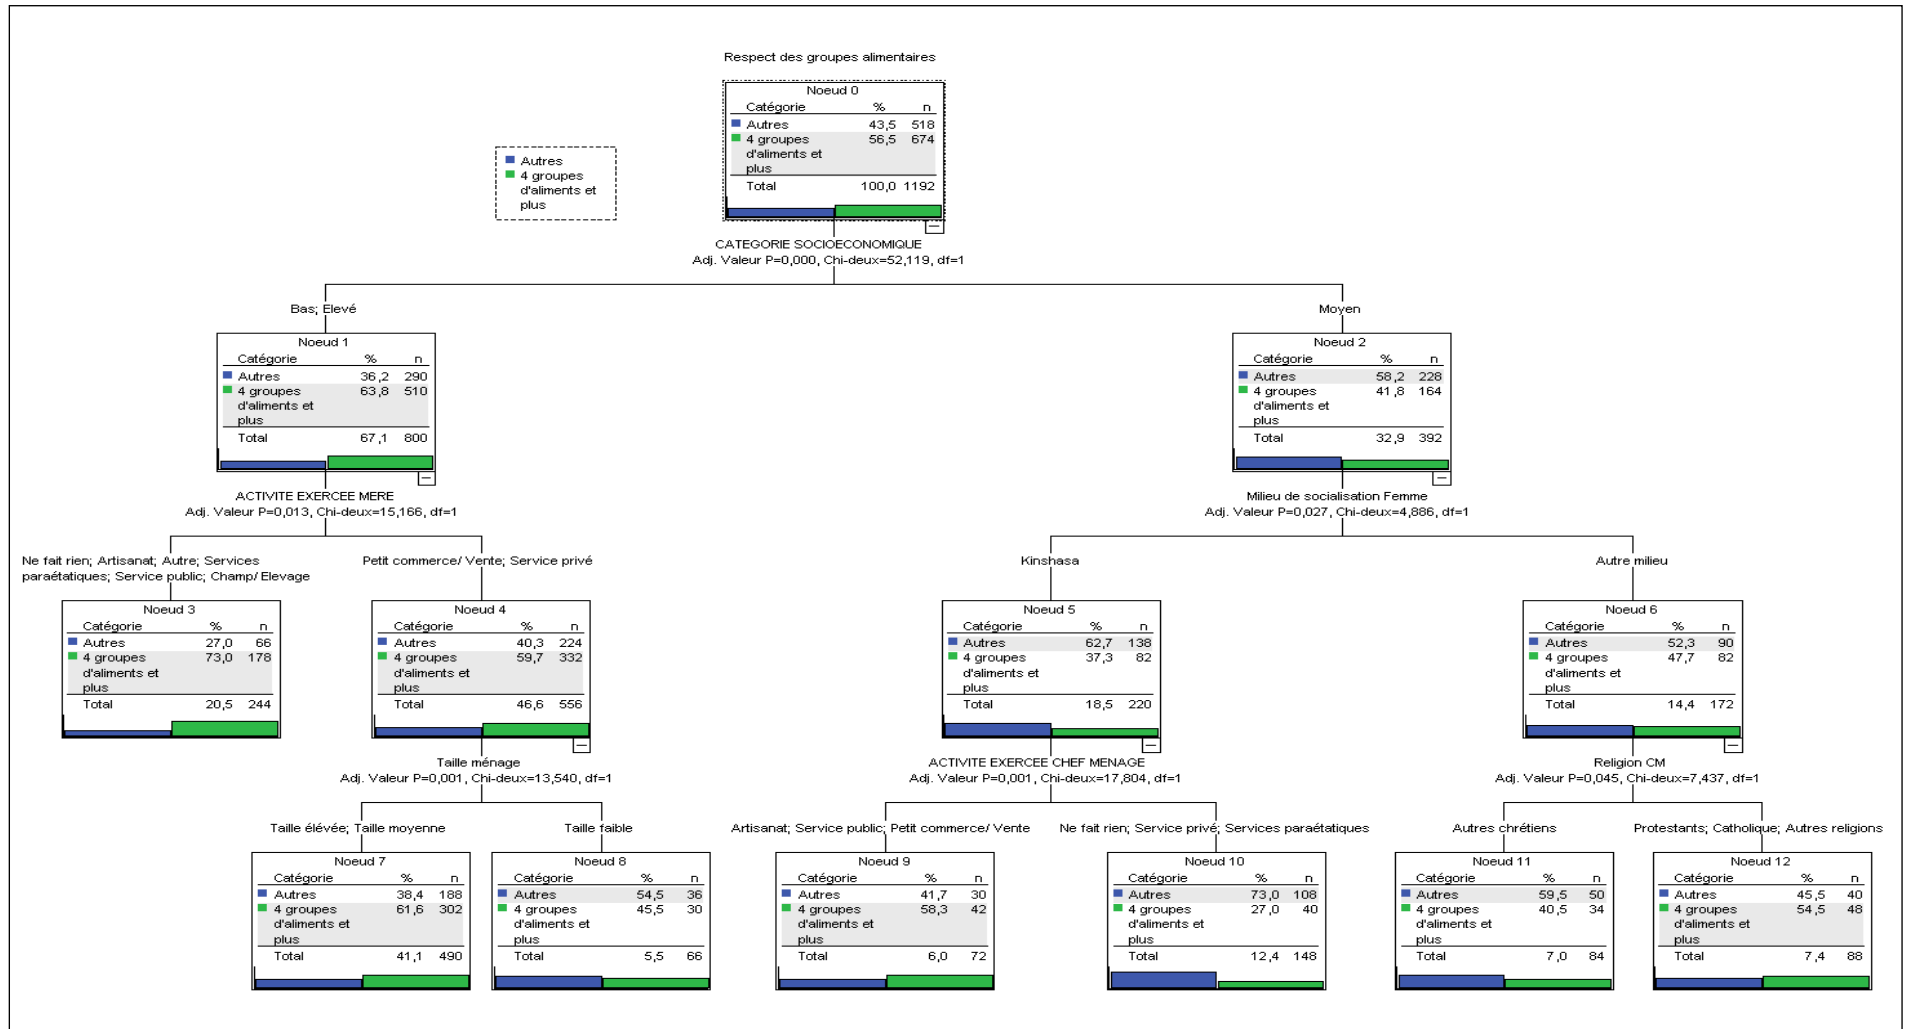 Respect des groupes alimentaires
Noeud 0
Catégorie % n
Autres 43,5 518
4 groupes 56,5 674
d'aliments et
plus
Total 100,0 1192
Autres
4 groupes
d'aliments et
plus
CATEGORIE SOCIOECONOMIQUE
Adj. Valeur P=0,000, Chi-deux=52,119, df=1
Bas; Elevé
Noeud 1
Catégorie % n
Autres 36,2 290
4 groupes 63,8 510
d'aliments et
plus
Total 67,1 800
Moyen
Noeud 2
Catégorie % n
Autres 58,2 228
4 groupes 41,8 164
d'aliments et
plus
Total 32,9 392
ACTIVITE EXERCEE MERE
Adj. Valeur P=0,013, Chi-deux=15,166, df=1
Milieu de socialisation Femme
Adj. Valeur P=0,027, Chi-deux=4,886, df=1
Ne fait rien; Artisanat; Autre; Services
paraétatiques; Service public; Champ/ Elevage
Noeud 3
Catégorie % n
Autres 27,0 66
4 groupes 73,0 178
d'aliments et
plus
Total 20,5 244
Petit commerce/ Vente; Service privé
Noeud 4
Catégorie % n
Autres 40,3 224
4 groupes 59,7 332
d'aliments et
plus
Total 46,6 556
Kinshasa
Noeud 5
Catégorie % n
Autres 62,7 138
4 groupes 37,3 82
d'aliments et
plus
Total 18,5 220
Autre milieu
Noeud 6
Catégorie % n
Autres 52,3 90
4 groupes 47,7 82
d'aliments et
plus
Total 14,4 172
Taille ménage
Adj. Valeur P=0,001, Chi-deux=13,540, df=1
ACTIVITE EXERCEE CHEF MENAGE
Adj. Valeur P=0,001, Chi-deux=17,804, df=1
Religion CM
Adj. Valeur P=0,045, Chi-deux=7,437, df=1
Taille élévée; Taille moyenne
Noeud 7
Catégorie % n
Autres 38,4 188
4 groupes 61,6 302
d'aliments et
plus
Total 41,1 490
Taille faible
Noeud 8
Catégorie % n
Autres 54,5 36
4 groupes 45,5 30
d'aliments et
plus
Total 5,5 66
Artisanat; Service public; Petit commerce/ Vente
Noeud 9
Catégorie % n
Autres 41,7 30
4 groupes 58,3 42
d'aliments et
plus
Total 6,0 72
Ne fait rien; Service privé; Services paraétatiques
Noeud 10
Catégorie % n
Autres 73,0 108
4 groupes 27,0 40
d'aliments et
plus
Total 12,4 148
Autres chrétiens
Noeud 11
Catégorie % n
Autres 59,5 50
4 groupes 40,5 34
d'aliments et
plus
Total 7,0 84
Protestants; Catholique; Autres religions
Noeud 12
Catégorie % n
Autres 45,5 40
4 groupes 54,5 48
d'aliments et
plus
Total 7,4 88